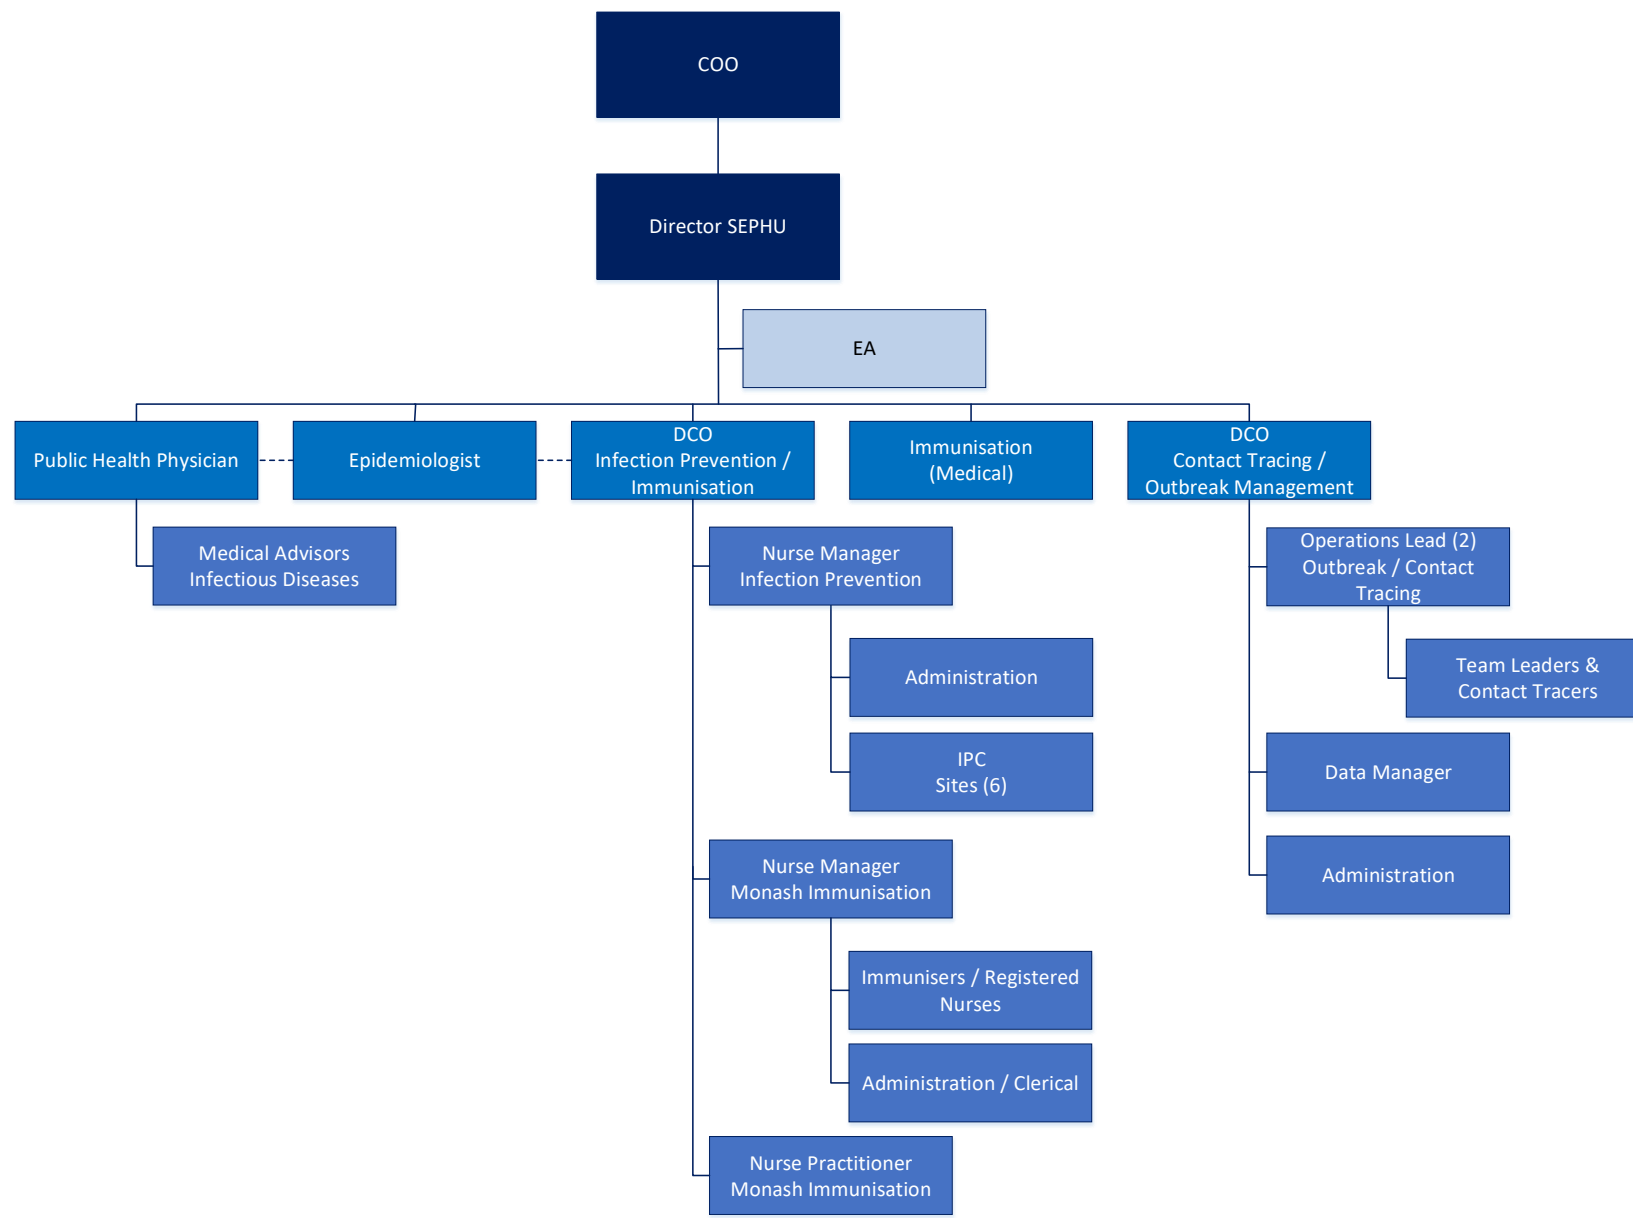 COO
Director SEPHU
EA
Public Health Physician
Epidemiologist
DCO
Infection Prevention /
Immunisation
Immunisation
(Medical)
DCO
Contact Tracing /
Outbreak Management
Medical Advisors
Infectious Diseases
Nurse Manager
Infection Prevention
Administration
IPC
Sites (6)
Nurse Manager
Monash Immunisation
Immunisers / Registered
Nurses
Administration / Clerical
Nurse Practitioner
Monash Immunisation
Operations Lead (2)
Outbreak / Contact
Tracing
Team Leaders &
Contact Tracers
Data Manager
Administration